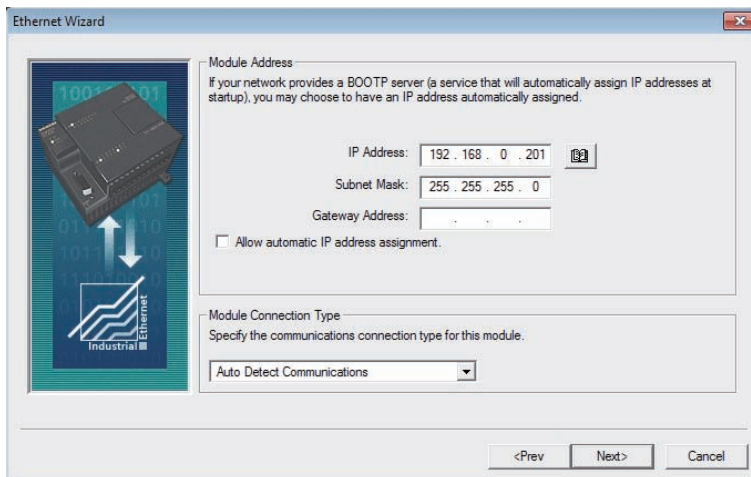 Ethernet Wizard
Module Address
If your network provides a BOOTP server (a service that will automatically assign IP addresses at
startup), you may choose to have an IP address automatically assigned.
IP Address: 192 . 168 . 0 . 201
Subnet Mask: 255 . 255 . 255 . 0
Gateway Address: . . .
Allow automatic IP address assignment.
Module Connection Type
Specify the communications connection type for this module.
Auto Detect Communications
Industrial
Ethernet
<Prev
Next>
Cancel